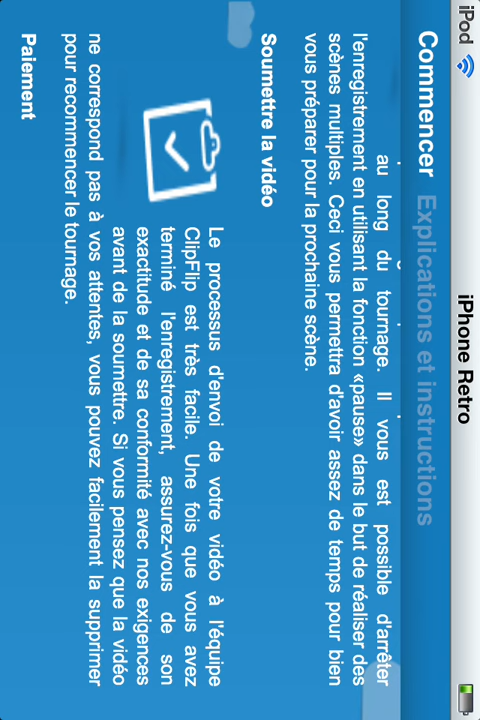 iPod
iPhone Retro
Commencer Explications et instructions
au long du tournage. Il vous est possible d'arrêter
l'enregistrement en utilisant la fonction «pause» dans le but de réaliser des
scènes multiples. Ceci vous permettra d'avoir assez de temps pour bien
vous préparer pour la prochaine scène.
Soumettre la vidéo
Le processus d'envoi de votre vidéo à l'équipe
ClipFlip est très facile. Une fois que vous avez
terminé l'enregistrement, assurez-vous de son
exactitude et de sa conformité avec nos exigences
avant de la soumettre. Si vous pensez que la vidéo
ne correspond pas à vos attentes, vous pouvez facilement la supprimer
pour recommencer le tournage.
Paiement